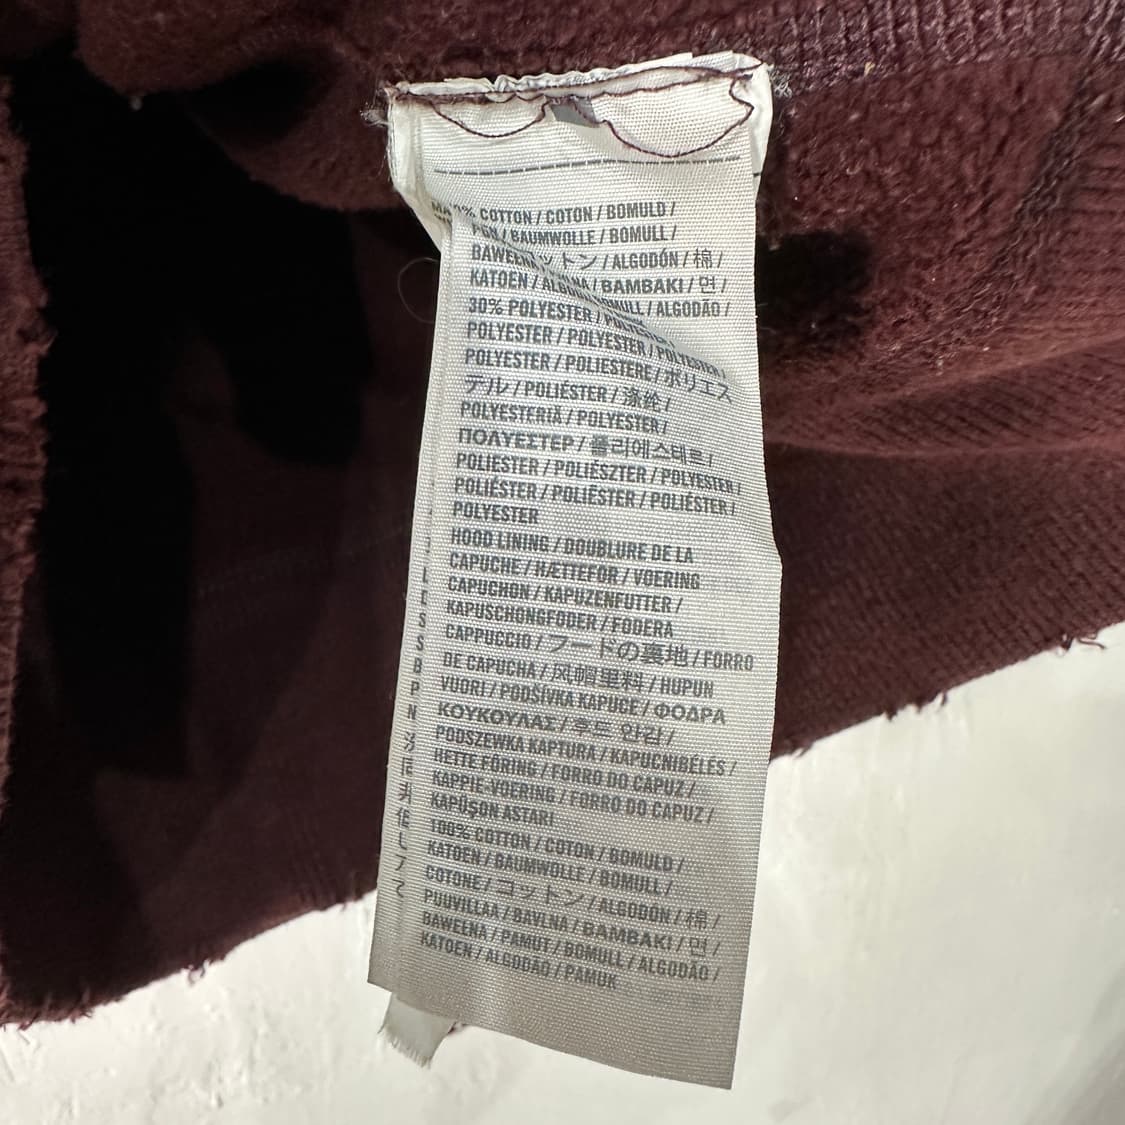 0% COTTON / COTON / BOMULD /
/ BAUMWOLLE / BOMULL /
ットン / ALGODÓN / 棉 /
KATOEN / BAMBAKI / 면 /
/ ALGODÃO /
30% POLYESTER /
POLYESTER / POLYESTER / POLYESTER /
POLYESTER / POLIESTERE / ポリエス
テル / POLIÉSTER / 涤纶 /
POLYESTERIÄ / POLYESTER /
ΠΟΛΥΕΣΤΕΡ / 폴리에스테르 /
POLIESTER / POLIÉSZTER / POLYESTER /
POLIÉSTER / POLIÉSTER / POLIÉSTER /
POLYESTER
HOOD LINING / DOUBLURE DE LA
CAPUCHE / HÆTTEFOR / VOERING
CAPUCHON / KAPUZENFUTTER /
KAPUSCHONGFODER / FODERA
CAPPUCCIO / フードの裏地 / FORRO
DE CAPUCHA / 风帽里料 / HUPUN
VUORI / PODŠÍVKA KAPUCE / ΦΟΔΡΑ
ΚΟΥΚΟΥΛΑΣ / 후드 안감 /
PODSZEWKA KAPTURA / KAPUCNIBÉLÉS /
HETTE FÔRING / FORRO DO CAPUZ /
KAPPIE-VOERING / FORRO DO CAPUZ /
KAPÜŞON ASTARI
100% COTTON / COTON / BOMULD /
KATOEN / BAUMWOLLE / BOMULL /
COTONE / コットン / ALGODÓN / 棉 /
PUUVILLAA / BAVLNA / BAMBAKI / 면 /
BAWEŁNA / PAMUT / BOMULL / ALGODÃO /
KATOEN / ALGODÃO / PAMUK